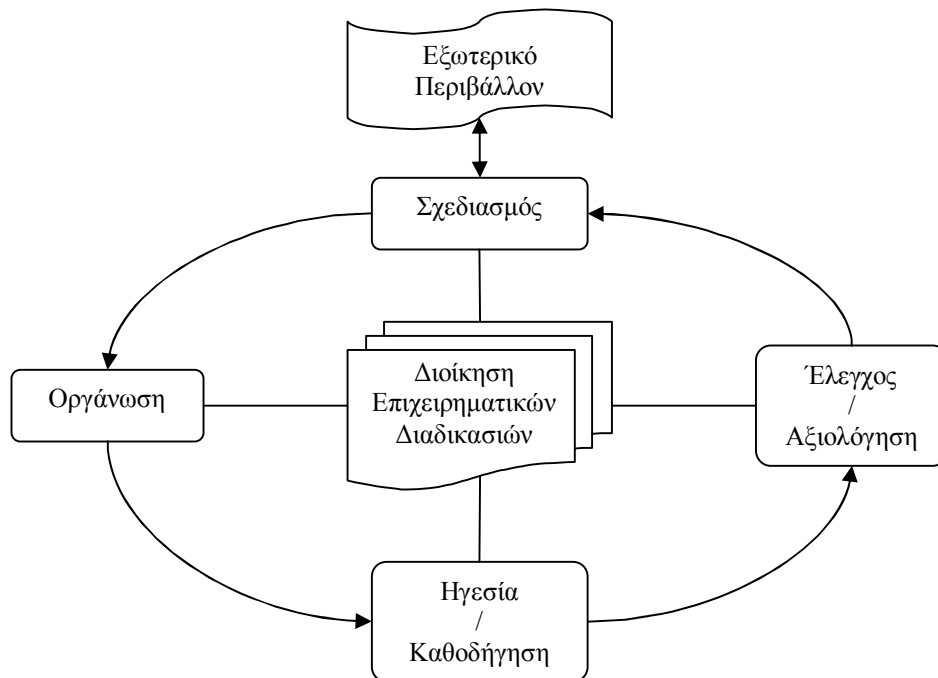 Εξωτερικό
Περιβάλλον
Σχεδιασμός
Οργάνωση
Διοίκηση
Επιχειρηματικών
Διαδικασιών
Έλεγχος
/
Αξιολόγηση
Ηγεσία
/
Καθοδήγηση